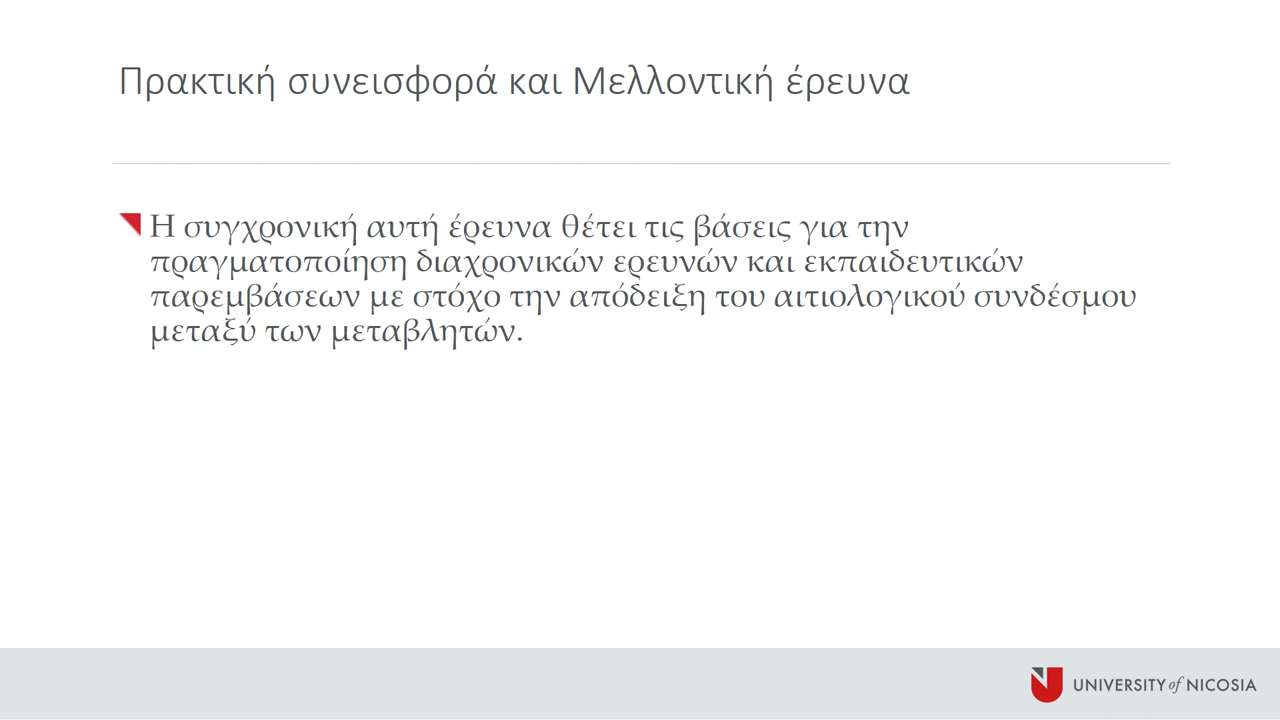 Πρακτική συνεισφορά και Μελλοντική έρευνα
Η συγχρονική αυτή έρευνα θέτει τις βάσεις για την
πραγματοποίηση διαχρονικών ερευνών και εκπαιδευτικών
παρεμβάσεων με στόχο την απόδειξη του αιτιολογικού συνδέσμου
μεταξύ των μεταβλητών.
UNIVERSITY of NICOSIA